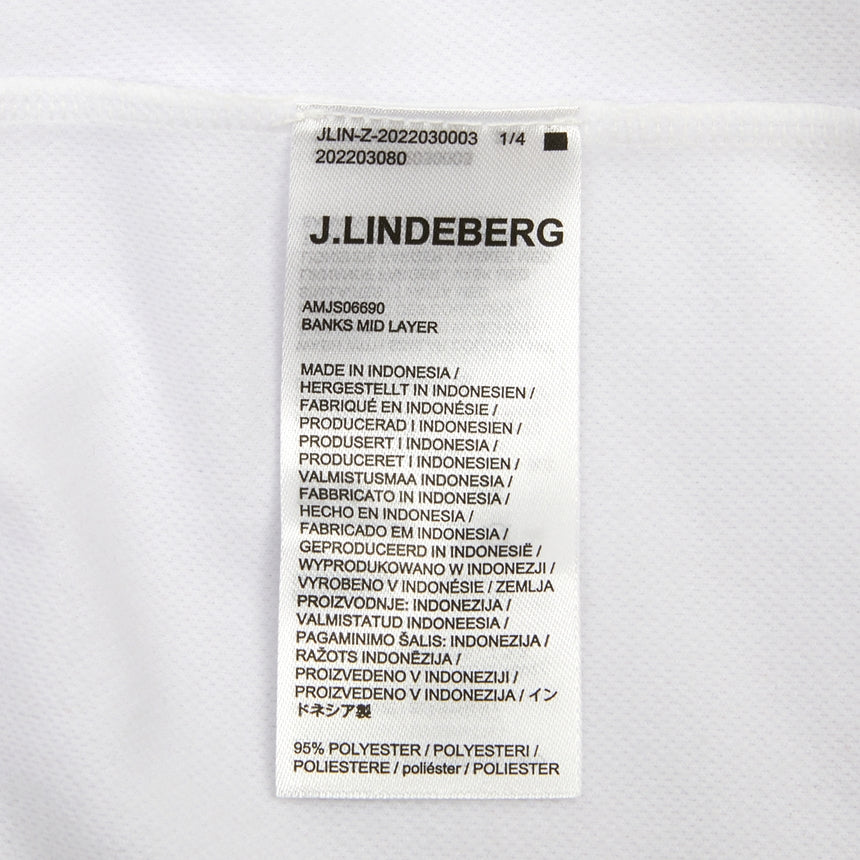 JLIN-Z-2022030003 1/4
202203080
J.LINDEBERG
AMJS06690
BANKS MID LAYER
MADE IN INDONESIA /
HERGESTELLT IN INDONESIEN /
FABRIQUÉ EN INDONÉSIE /
PRODUCERAD I INDONESIEN /
PRODUSERT I INDONESIA /
PRODUCERET I INDONESIEN /
VALMISTUSMAA INDONESIA /
FABBRICATO IN INDONESIA /
HECHO EN INDONESIA /
FABRICADO EM INDONESIA /
GEPRODUCEERD IN INDONESIË /
WYPRODUKOWANO W INDONEZJI /
VYROBENO V INDONÉSIE / ZEMLJA
PROIZVODNJE: INDONEZIJA /
VALMISTATUD INDONEESIA /
PAGAMINIMO ŠALIS: INDONEZIJA /
RAŽOTS INDONĒZIJA /
PROIZVEDENO V INDONEZIJI /
PROIZVEDENO V INDONEZIJA / イン
ドネシア製
95% POLYESTER / POLYESTERI /
POLIESTERE / poliéster / POLIESTER